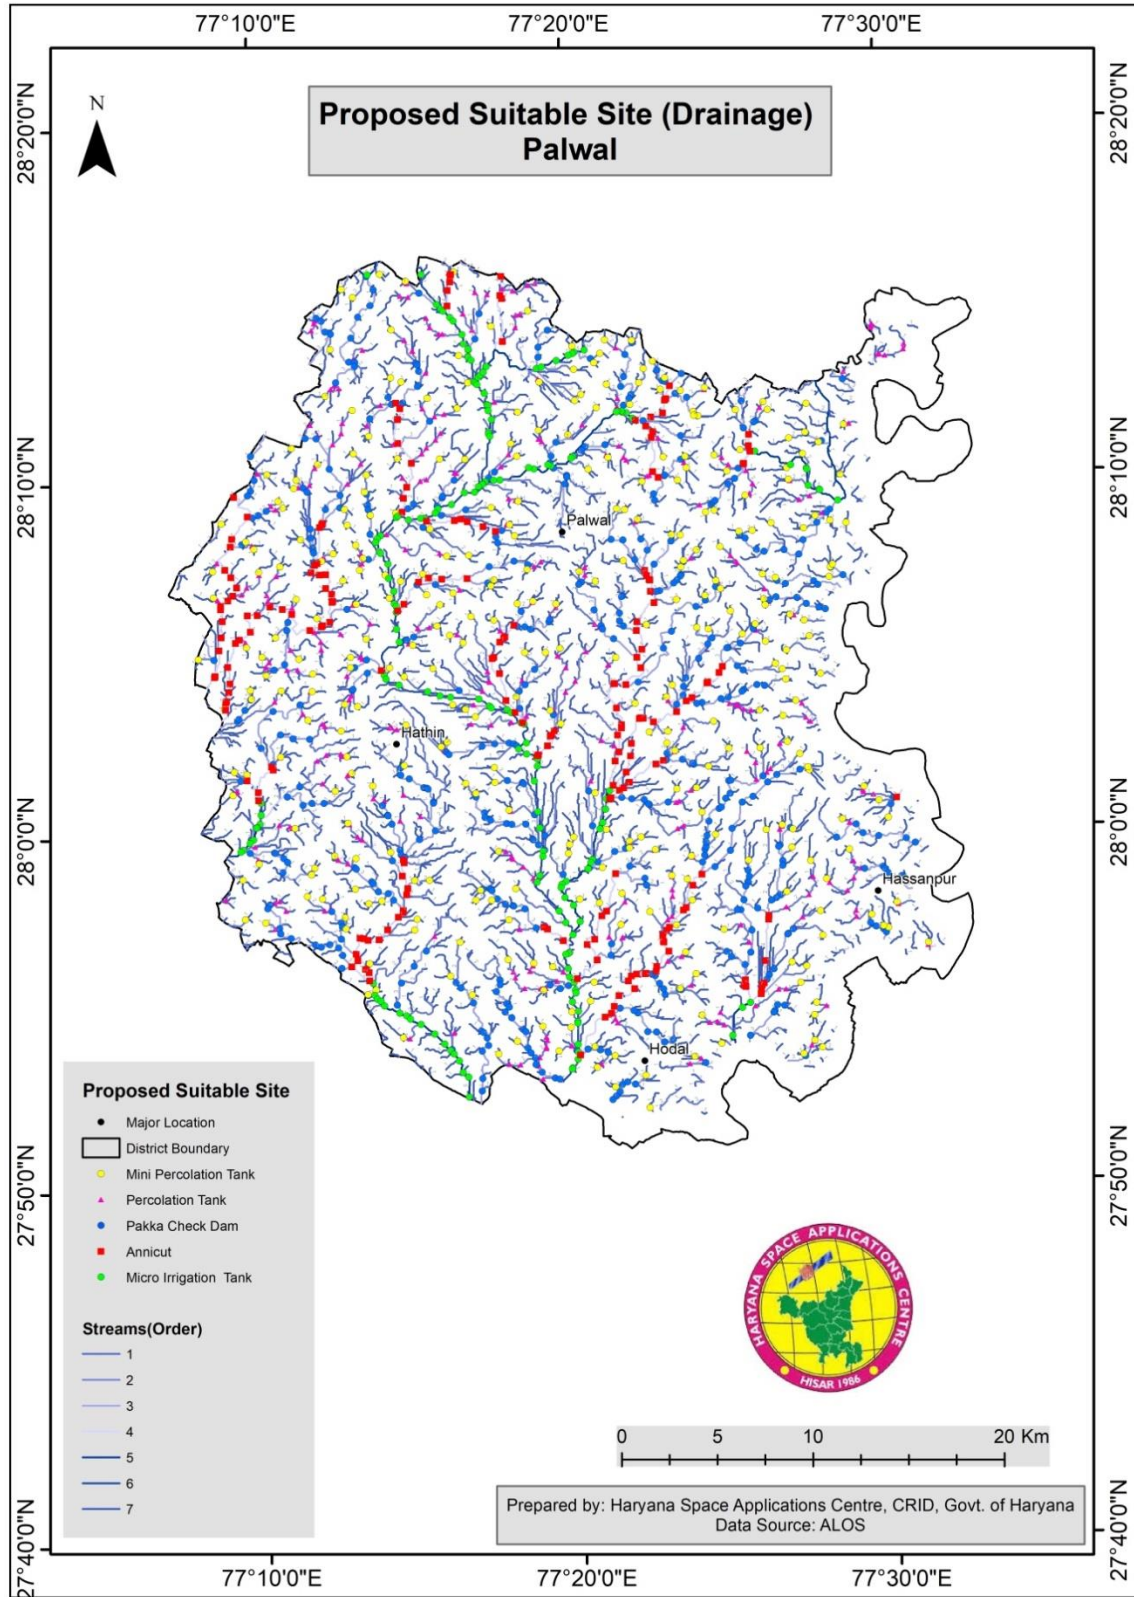 77°10'0"E 77°20'0"E 77°30'0"E
28°20'0"N 28°20'0"N
N
Proposed Suitable Site (Drainage)
Palwal
28°10'0"N 28°10'0"N
Palwal
Hathin
28°0'0"N 28°0'0"N
Hassanpur
Hodal
Proposed Suitable Site
Major Location
District Boundary
Mini Percolation Tank
Percolation Tank
Pakka Check Dam
Annicut
Micro Irrigation Tank
Streams(Order)
1
2
3
4
5
6
7
27°50'0"N 27°50'0"N
HARYANA SPACE APPLICATIONS CENTRE
HISAR 1986
0 5 10 20 Km
Prepared by: Haryana Space Applications Centre, CRID, Govt. of Haryana
Data Source: ALOS
27°40'0"N 27°40'0"N
77°10'0"E 77°20'0"E 77°30'0"E